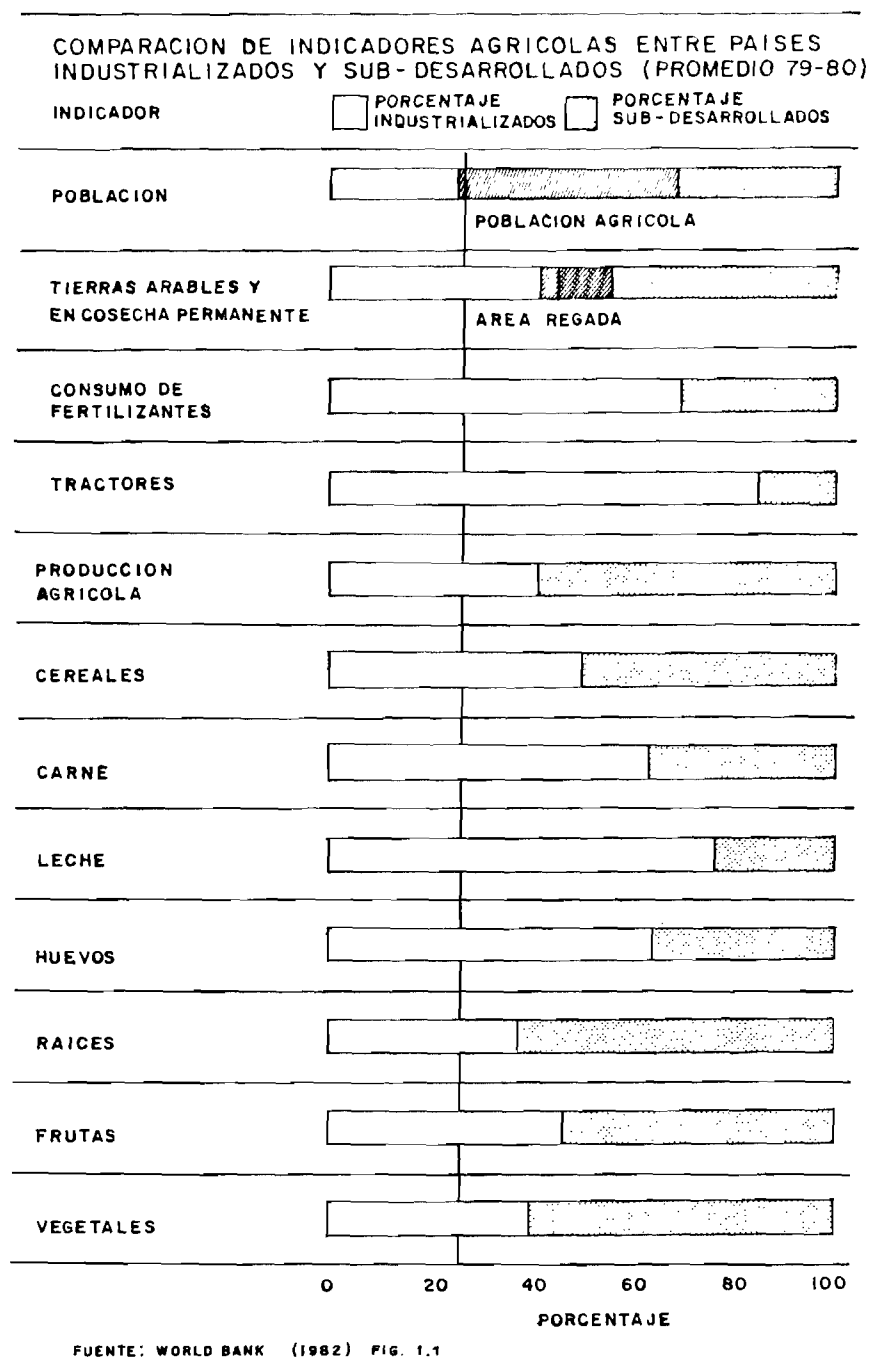 COMPARACION DE INDICADORES AGRICOLAS ENTRE PAISES
INDUSTRIALIZADOS Y SUB-DESARROLLADOS (PROMEDIO 79-80)
INDICADOR
PORCENTAJE
INDUSTRIALIZADOS
PORCENTAJE
SUB-DESARROLLADOS
POBLACION
POBLACION AGRICOLA
TIERRAS ARABLES Y
EN COSECHA PERMANENTE
AREA REGADA
CONSUMO DE
FERTILIZANTES
TRACTORES
PRODUCCION
AGRICOLA
CEREALES
CARNE
LECHE
HUEVOS
RAICES
FRUTAS
VEGETALES
0 20 40 60 80 100
PORCENTAJE
FUENTE: WORLD BANK (1982) FIG. 1.1